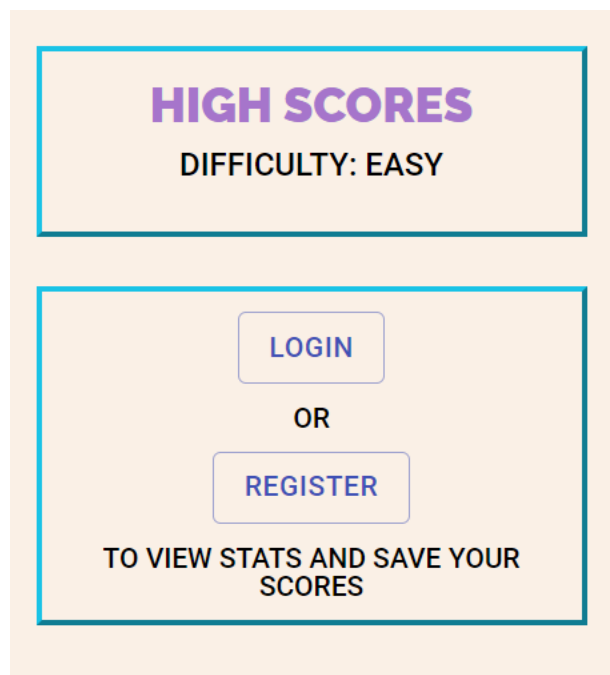 HIGH SCORES
DIFFICULTY: EASY
LOGIN
OR
REGISTER
TO VIEW STATS AND SAVE YOUR
SCORES